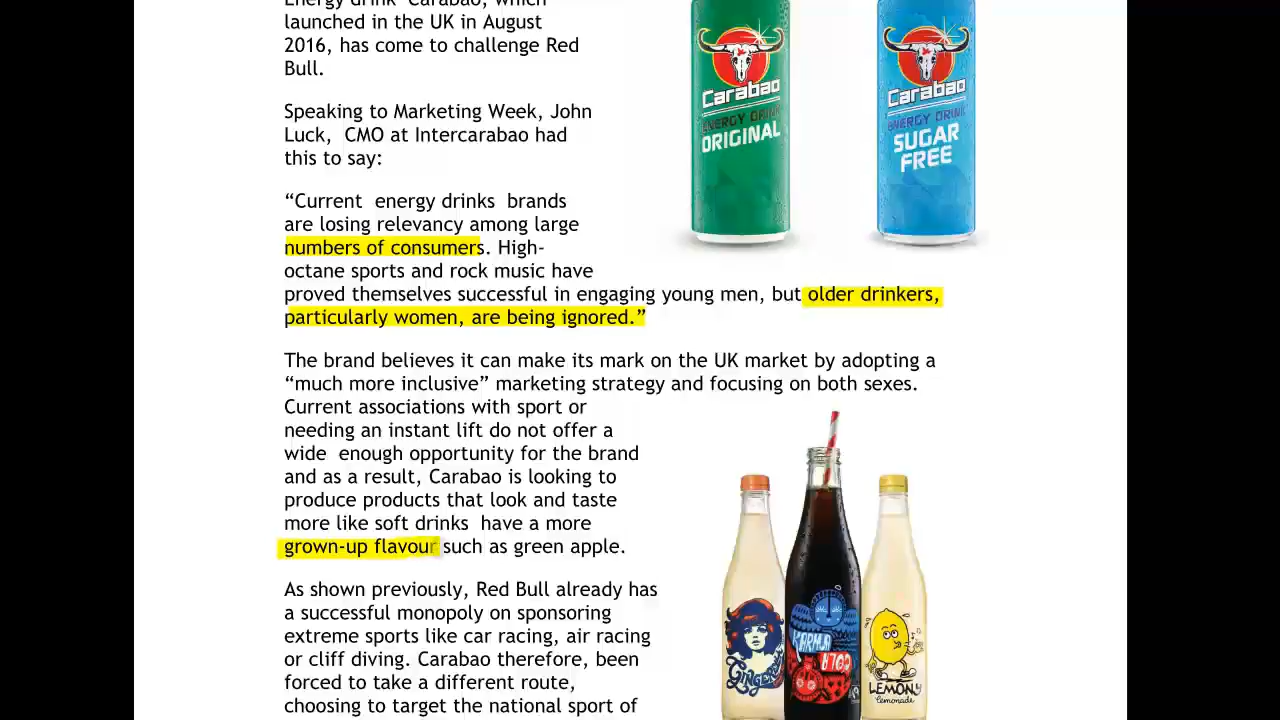 Energy drink Carabao, which
launched in the UK in August
2016, has come to challenge Red
Bull.
Speaking to Marketing Week, John
Luck, CMO at Intercarabao had
this to say:
“Current energy drinks brands
are losing relevancy among large
numbers of consumers. High-
octane sports and rock music have
proved themselves successful in engaging young men, but older drinkers,
particularly women, are being ignored.”
The brand believes it can make its mark on the UK market by adopting a
“much more inclusive” marketing strategy and focusing on both sexes.
Current associations with sport or
needing an instant lift do not offer a
wide enough opportunity for the brand
and as a result, Carabao is looking to
produce products that look and taste
more like soft drinks have a more
grown-up flavour such as green apple.
As shown previously, Red Bull already has
a successful monopoly on sponsoring
extreme sports like car racing, air racing
or cliff diving. Carabao therefore, been
forced to take a different route,
choosing to target the national sport of
Carabao
ENERGY DRINK
ORIGINAL
Carabao
ENERGY DRINK
SUGAR
FREE
KARMA
COLA
LEMONY
lemonade